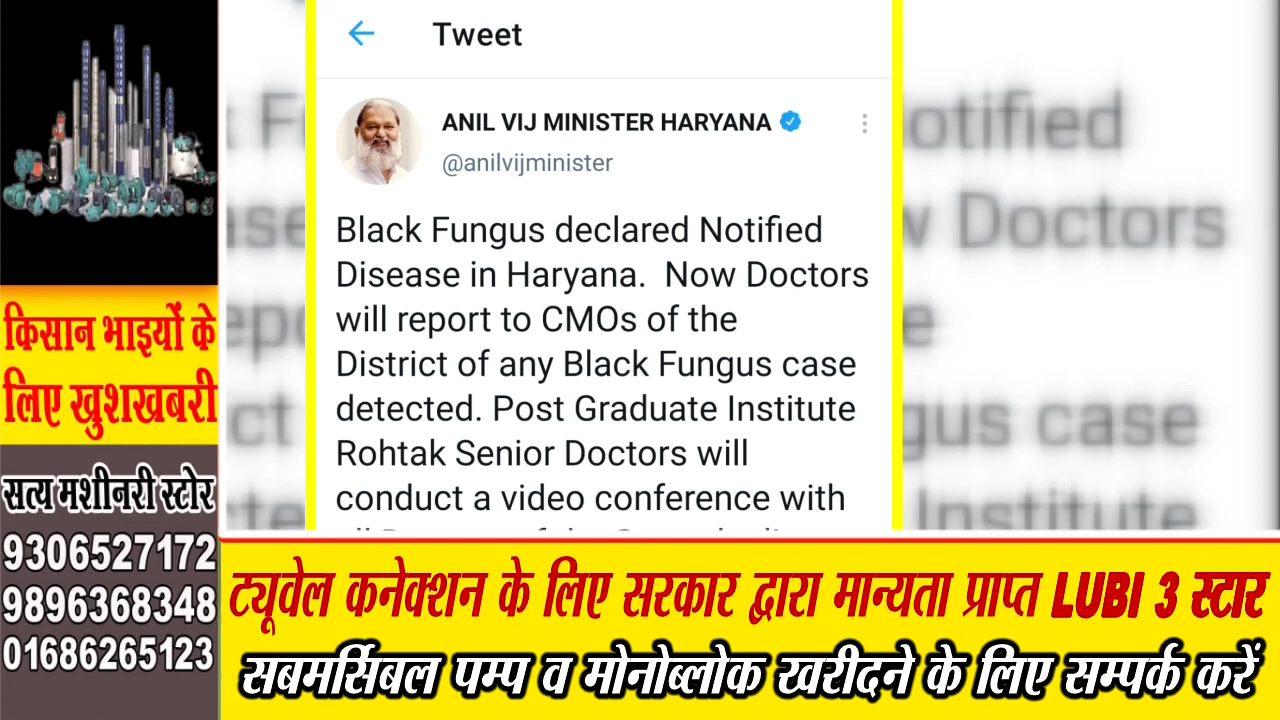 Tweet
ANIL VIJ MINISTER HARYANA
@anilvijminister
Black Fungus declared Notified
Disease in Haryana. Now Doctors
will report to CMOs of the
District of any Black Fungus case
detected. Post Graduate Institute
Rohtak Senior Doctors will
conduct a video conference with
किसान भाइयों के
लिए खुशखबरी
सत्य मशीनरी स्टोर
9306527172
9896368348
01686265123
ट्यूवेल कनेक्शन के लिए सरकार द्वारा मान्यता प्राप्त LUBI 3 स्टार
सबमर्सिबल पम्प व मोनोब्लोक खरीदने के लिए सम्पर्क करें